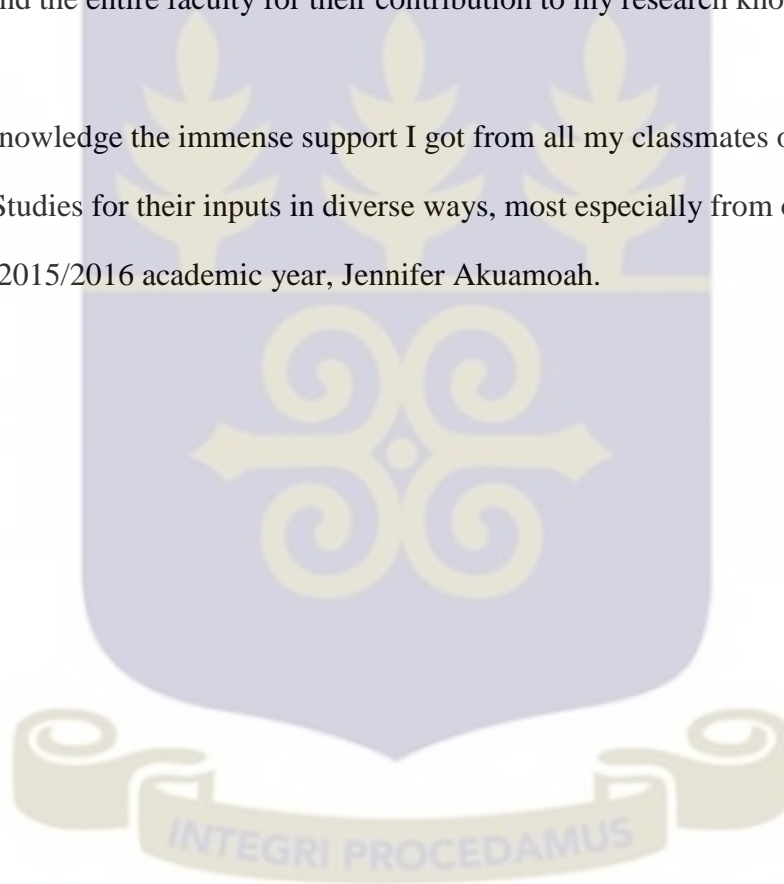 nd the entire faculty for their contribution to my research kno
nowledge the immense support I got from all my classmates o
Studies for their inputs in diverse ways, most especially from
2015/2016 academic year, Jennifer Akuamoah.
INTEGRI PROCEDAMUS